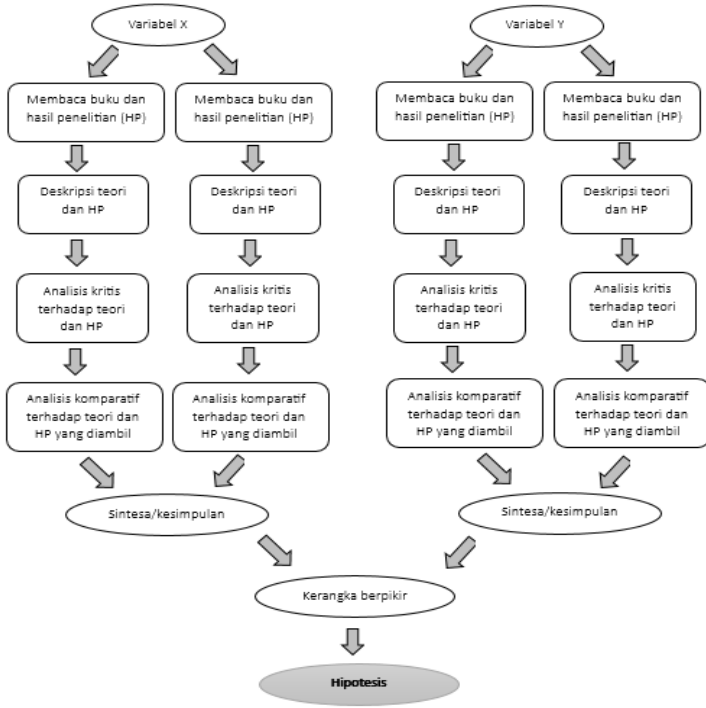 Variabel X
Variabel Y
Membaca buku dan
hasil penelitian (HP)
Membaca buku dan
hasil penelitian (HP)
Membaca buku dan
hasil penelitian (HP)
Membaca buku dan
hasil penelitian (HP)
Deskripsi teori
dan HP
Deskripsi teori
dan HP
Deskripsi teori
dan HP
Deskripsi teori
dan HP
Analisis kritis
terhadap teori
dan HP
Analisis kritis
terhadap teori
dan HP
Analisis kritis
terhadap teori
dan HP
Analisis kritis
terhadap teori
dan HP
Analisis komparatif
terhadap teori dan
HP yang diambil
Analisis komparatif
terhadap teori dan
HP yang diambil
Analisis komparatif
terhadap teori dan
HP yang diambil
Analisis komparatif
terhadap teori dan
HP yang diambil
Sintesa/kesimpulan
Sintesa/kesimpulan
Kerangka berpikir
Hipotesis